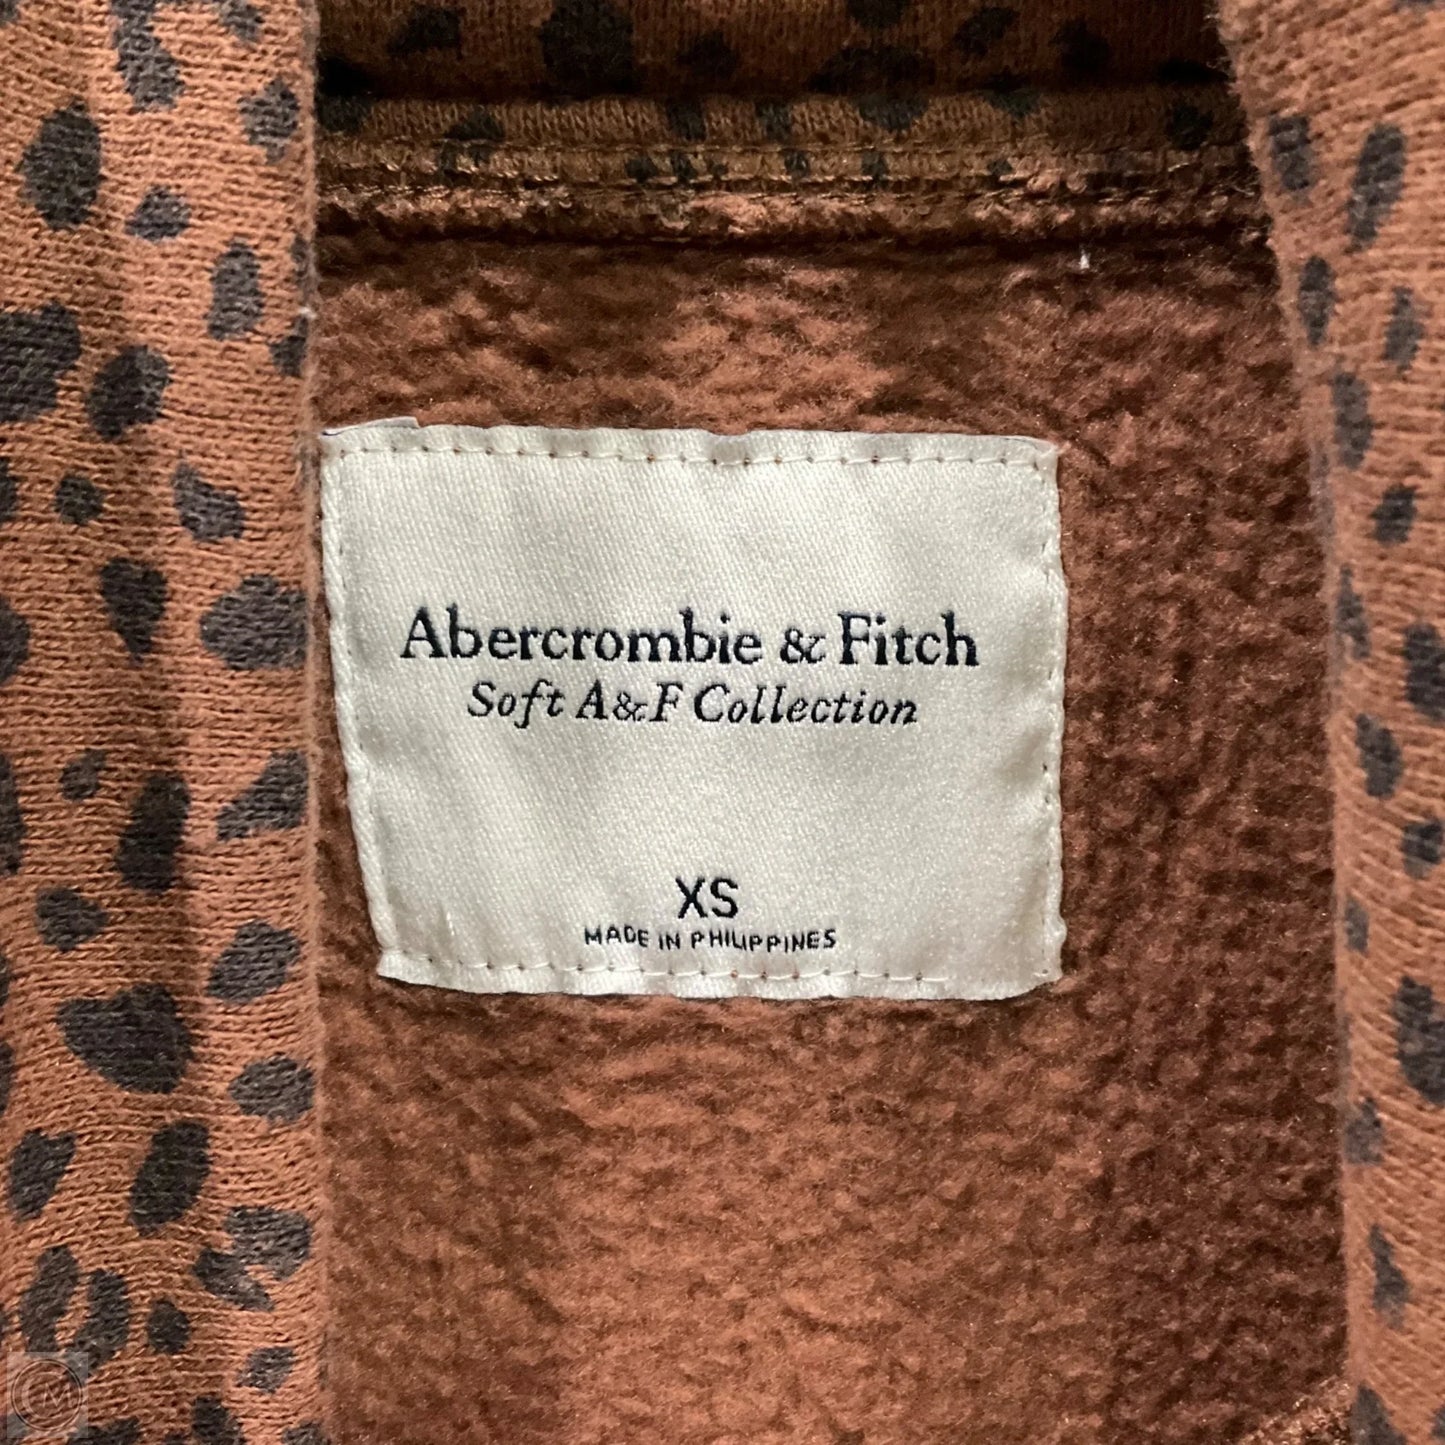 Abercrombie & Fitch
Soft A&F Collection
XS
MADE IN PHILIPPINES